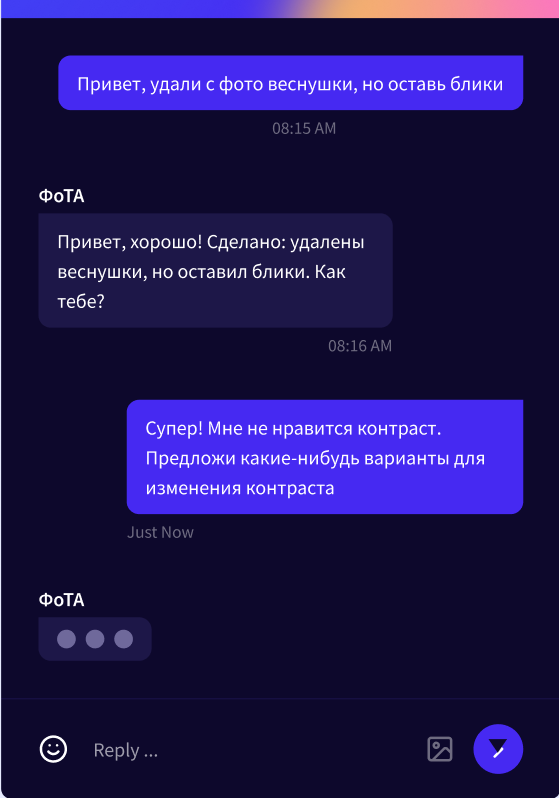 Привет, удали с фото веснушки, но оставь блики
08:15 AM
ФоТА
Привет, хорошо! Сделано: удалены
веснушки, но оставил блики. Как
тебе?
08:16 AM
Супер! Мне не нравится контраст.
Предложи какие-нибудь варианты для
изменения контраста
Just Now
ФоТА
Reply ...